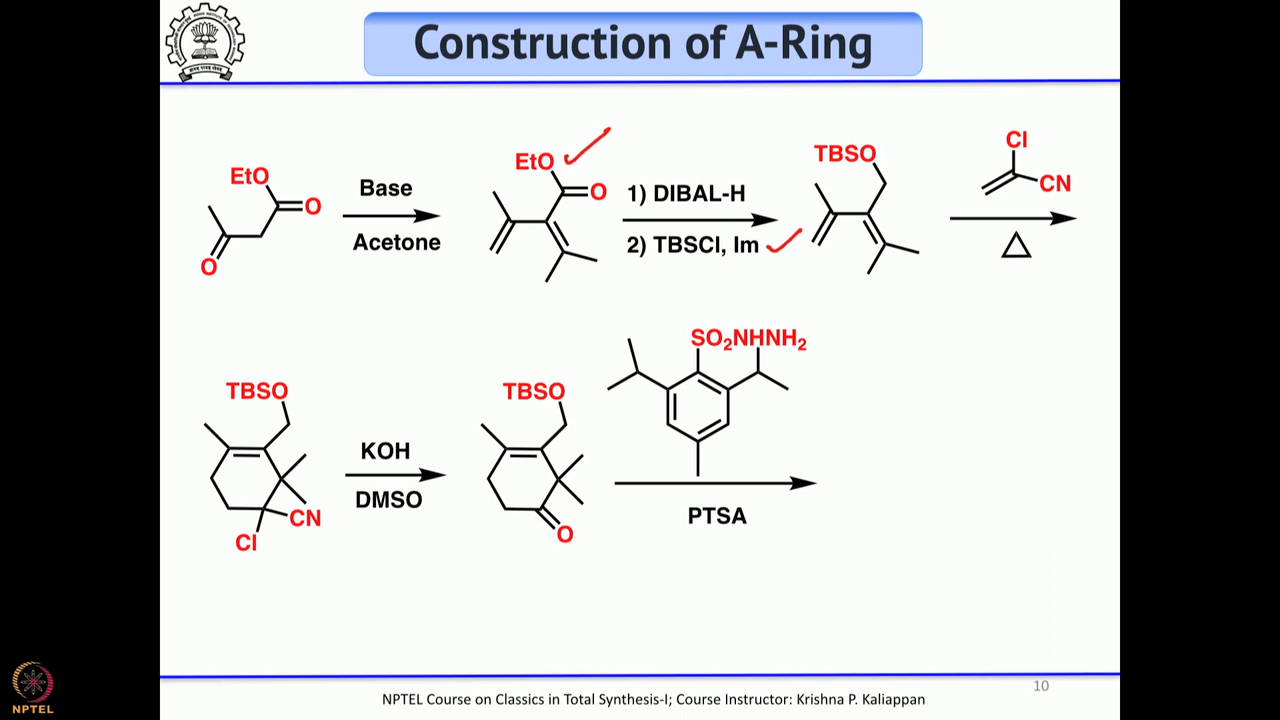 Construction of A-Ring
EtO
O
O
Base
Acetone
EtO
O
1) DIBAL-H
2) TBSCl, Im
TBSO
Cl
CN
TBSO
CN
Cl
KOH
DMSO
TBSO
O
SO2NHNH2
PTSA
10
NPTEL Course on Classics in Total Synthesis-I; Course Instructor: Krishna P. Kaliappan
NPTEL